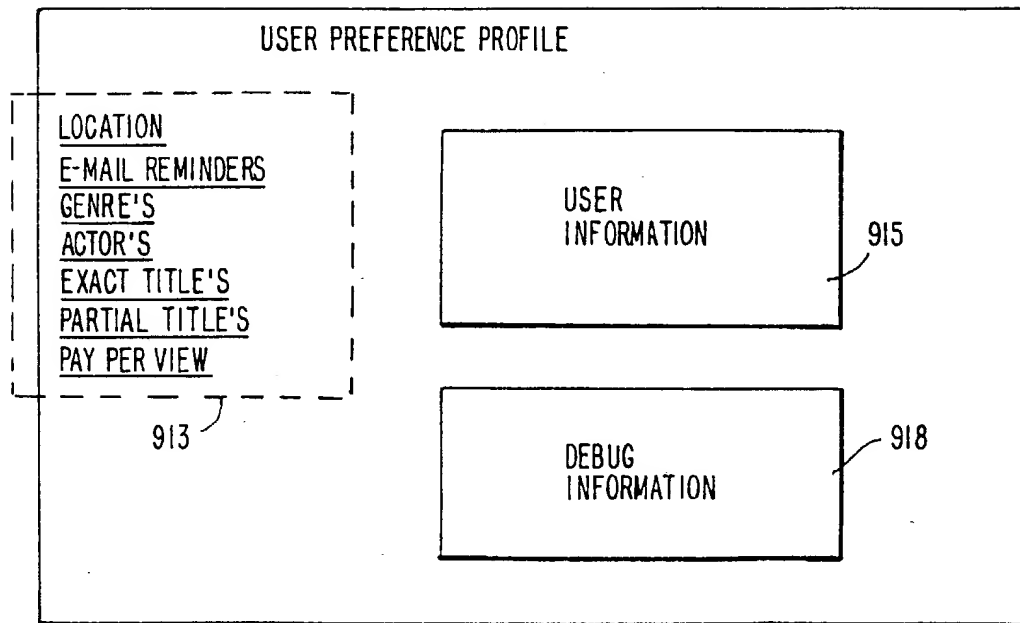 USER PREFERENCE PROFILE
LOCATION
E-MAIL REMINDERS
GENRE'S
ACTOR'S
EXACT TITLE'S
PARTIAL TITLE'S
PAY PER VIEW
913
USER
INFORMATION
915
DEBUG
INFORMATION
918